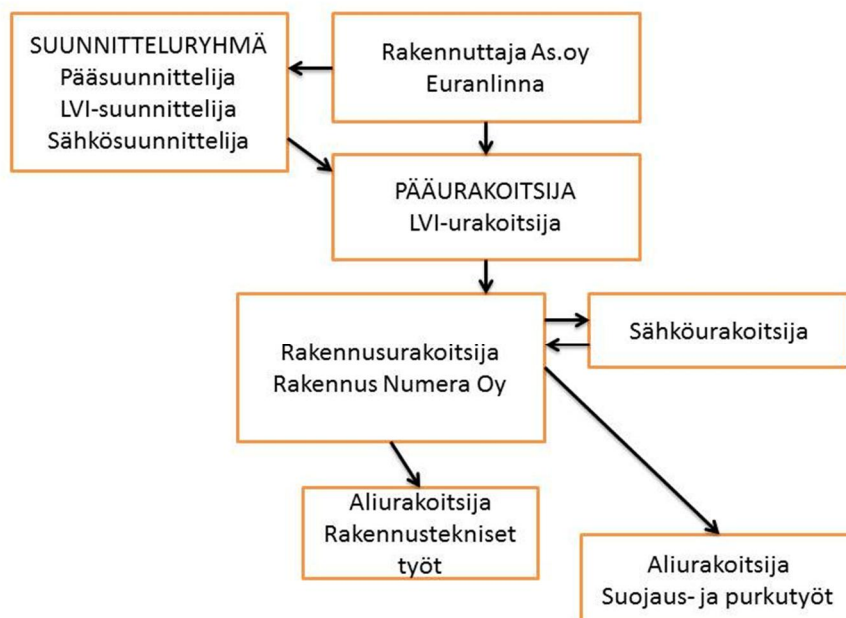 SUUNNITTELURYHMÄ
Pääsuunnittelija
LVI-suunnittelija
Sähkösuunnittelija
Rakennuttaja As.oy
Euranlinna
PÄÄURAKOITSIJA
LVI-urakoitsija
Rakennusurakoitsija
Rakennus Numera Oy
Sähköurakoitsija
Aliurakoitsija
Rakennustekniset
työt
Aliurakoitsija
Suojaus- ja purkutyöt